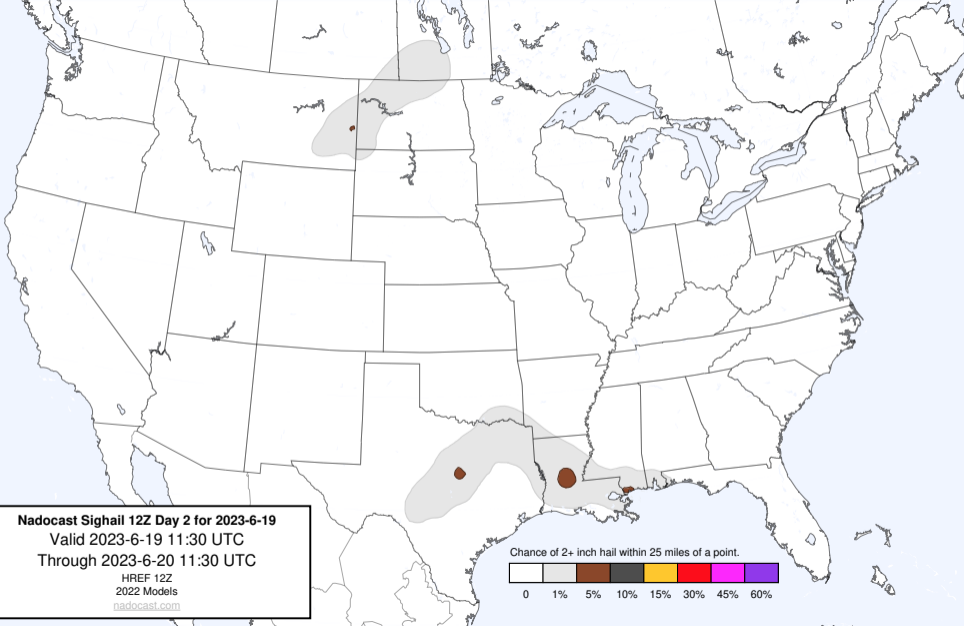 Nadocast Sighail 12Z Day 2 for 2023-6-19
Valid 2023-6-19 11:30 UTC
Through 2023-6-20 11:30 UTC
HREF 12Z
2022 Models
nadocast.com
Chance of 2+ inch hail within 25 miles of a point.
0 1% 5% 10% 15% 30% 45% 60%